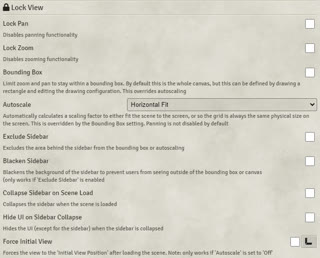 Lock View
Lock Pan
Disables panning functionality
Lock Zoom
Disables zooming functionality
Bounding Box
Limit zoom and pan to stay within a bounding box. By default this is the whole canvas, but this can be defined by drawing a
rectangle and editing the drawing configuration. This overrides autoscaling
Autoscale
Horizontal Fit
Automatically calculates a scaling factor to either fit the scene to the screen, or so the grid is always the same physical size on
the screen. This is overridden by the Bounding Box setting. Panning is not disabled by default
Exclude Sidebar
Excludes the area behind the sidebar from the bounding box or autoscaling
Blacken Sidebar
Blackens the background of the sidebar to prevent users from seeing outside of the bounding box or canvas
(only works if 'Exclude Sidebar' is enabled
Collapse Sidebar on Scene Load
Collapses the sidebar when the scene is loaded
Hide UI on Sidebar Collapse
Hides the UI (except for the sidebar) when the sidebar is collapsed
Force Initial View
Forces the view to the 'Initial View Position' after loading the scene. Note: only works if 'Autoscale' is set to 'Off'